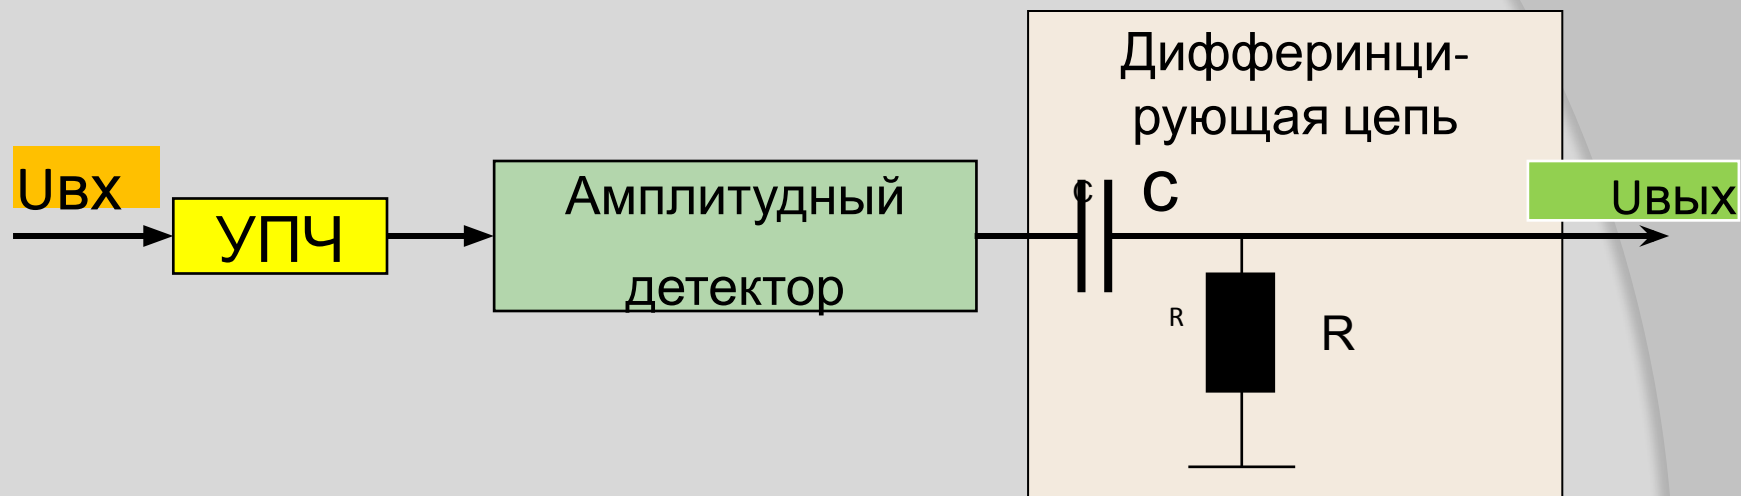 Дифферинци-
рующая цепь
Uвх
УПЧ
Амплитудный
детектор
C
C
Uвых
R
R